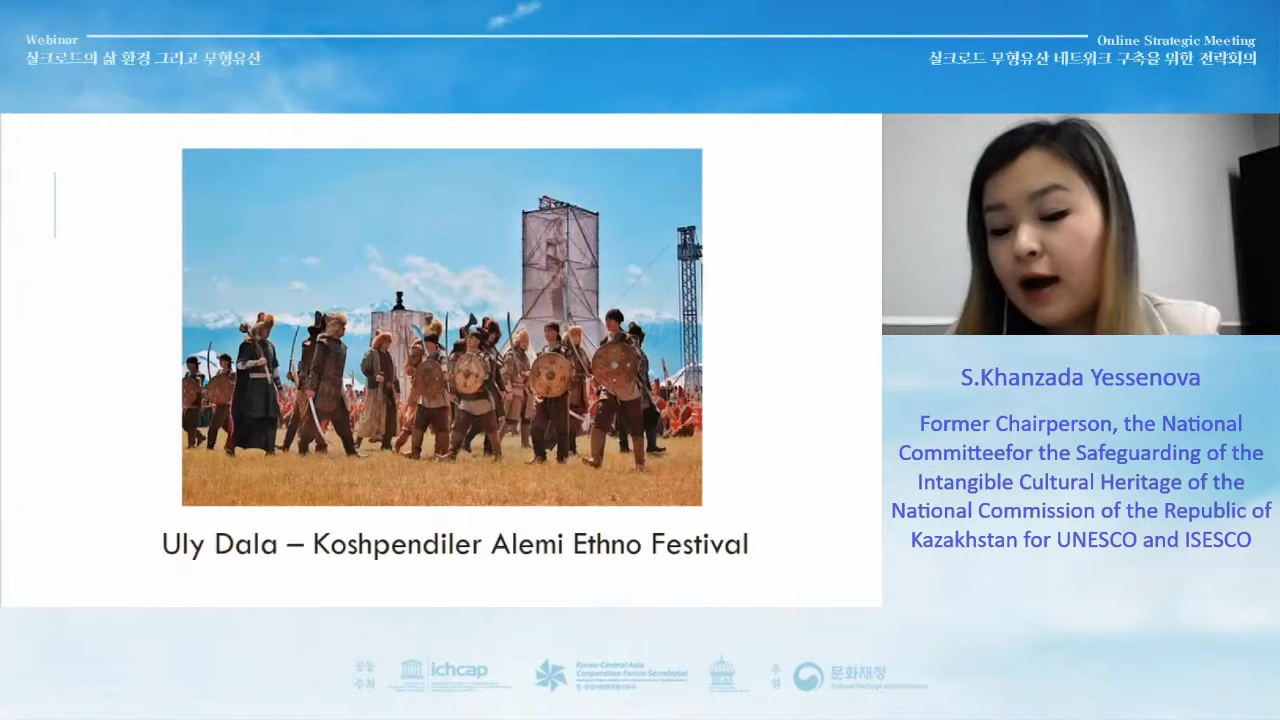 Webinar
실크로드의 삶 환경 그리고 무형유산
Online Strategic Meeting
실크로드 무형유산 네트워크 구축을 위한 전략회의
Uly Dala – Koshpendiler Alemi Ethno Festival
S.Khanzada Yessenova
Former Chairperson, the National
Committeefor the Safeguarding of the
Intangible Cultural Heritage of the
National Commission of the Republic of
Kazakhstan for UNESCO and ISESCO
공동
주최
ichcap
Korea-Central Asia
Cooperation Forum Secretariat
문화재청